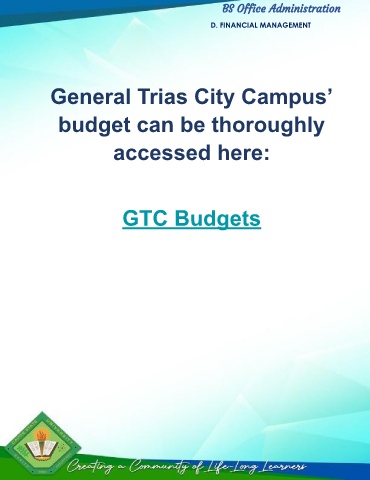 BS Office Administration
D. FINANCIAL MANAGEMENT
General Trias City Campus’
budget can be thoroughly
accessed here:
GTC Budgets
Creating a Community of Life-Long Learners